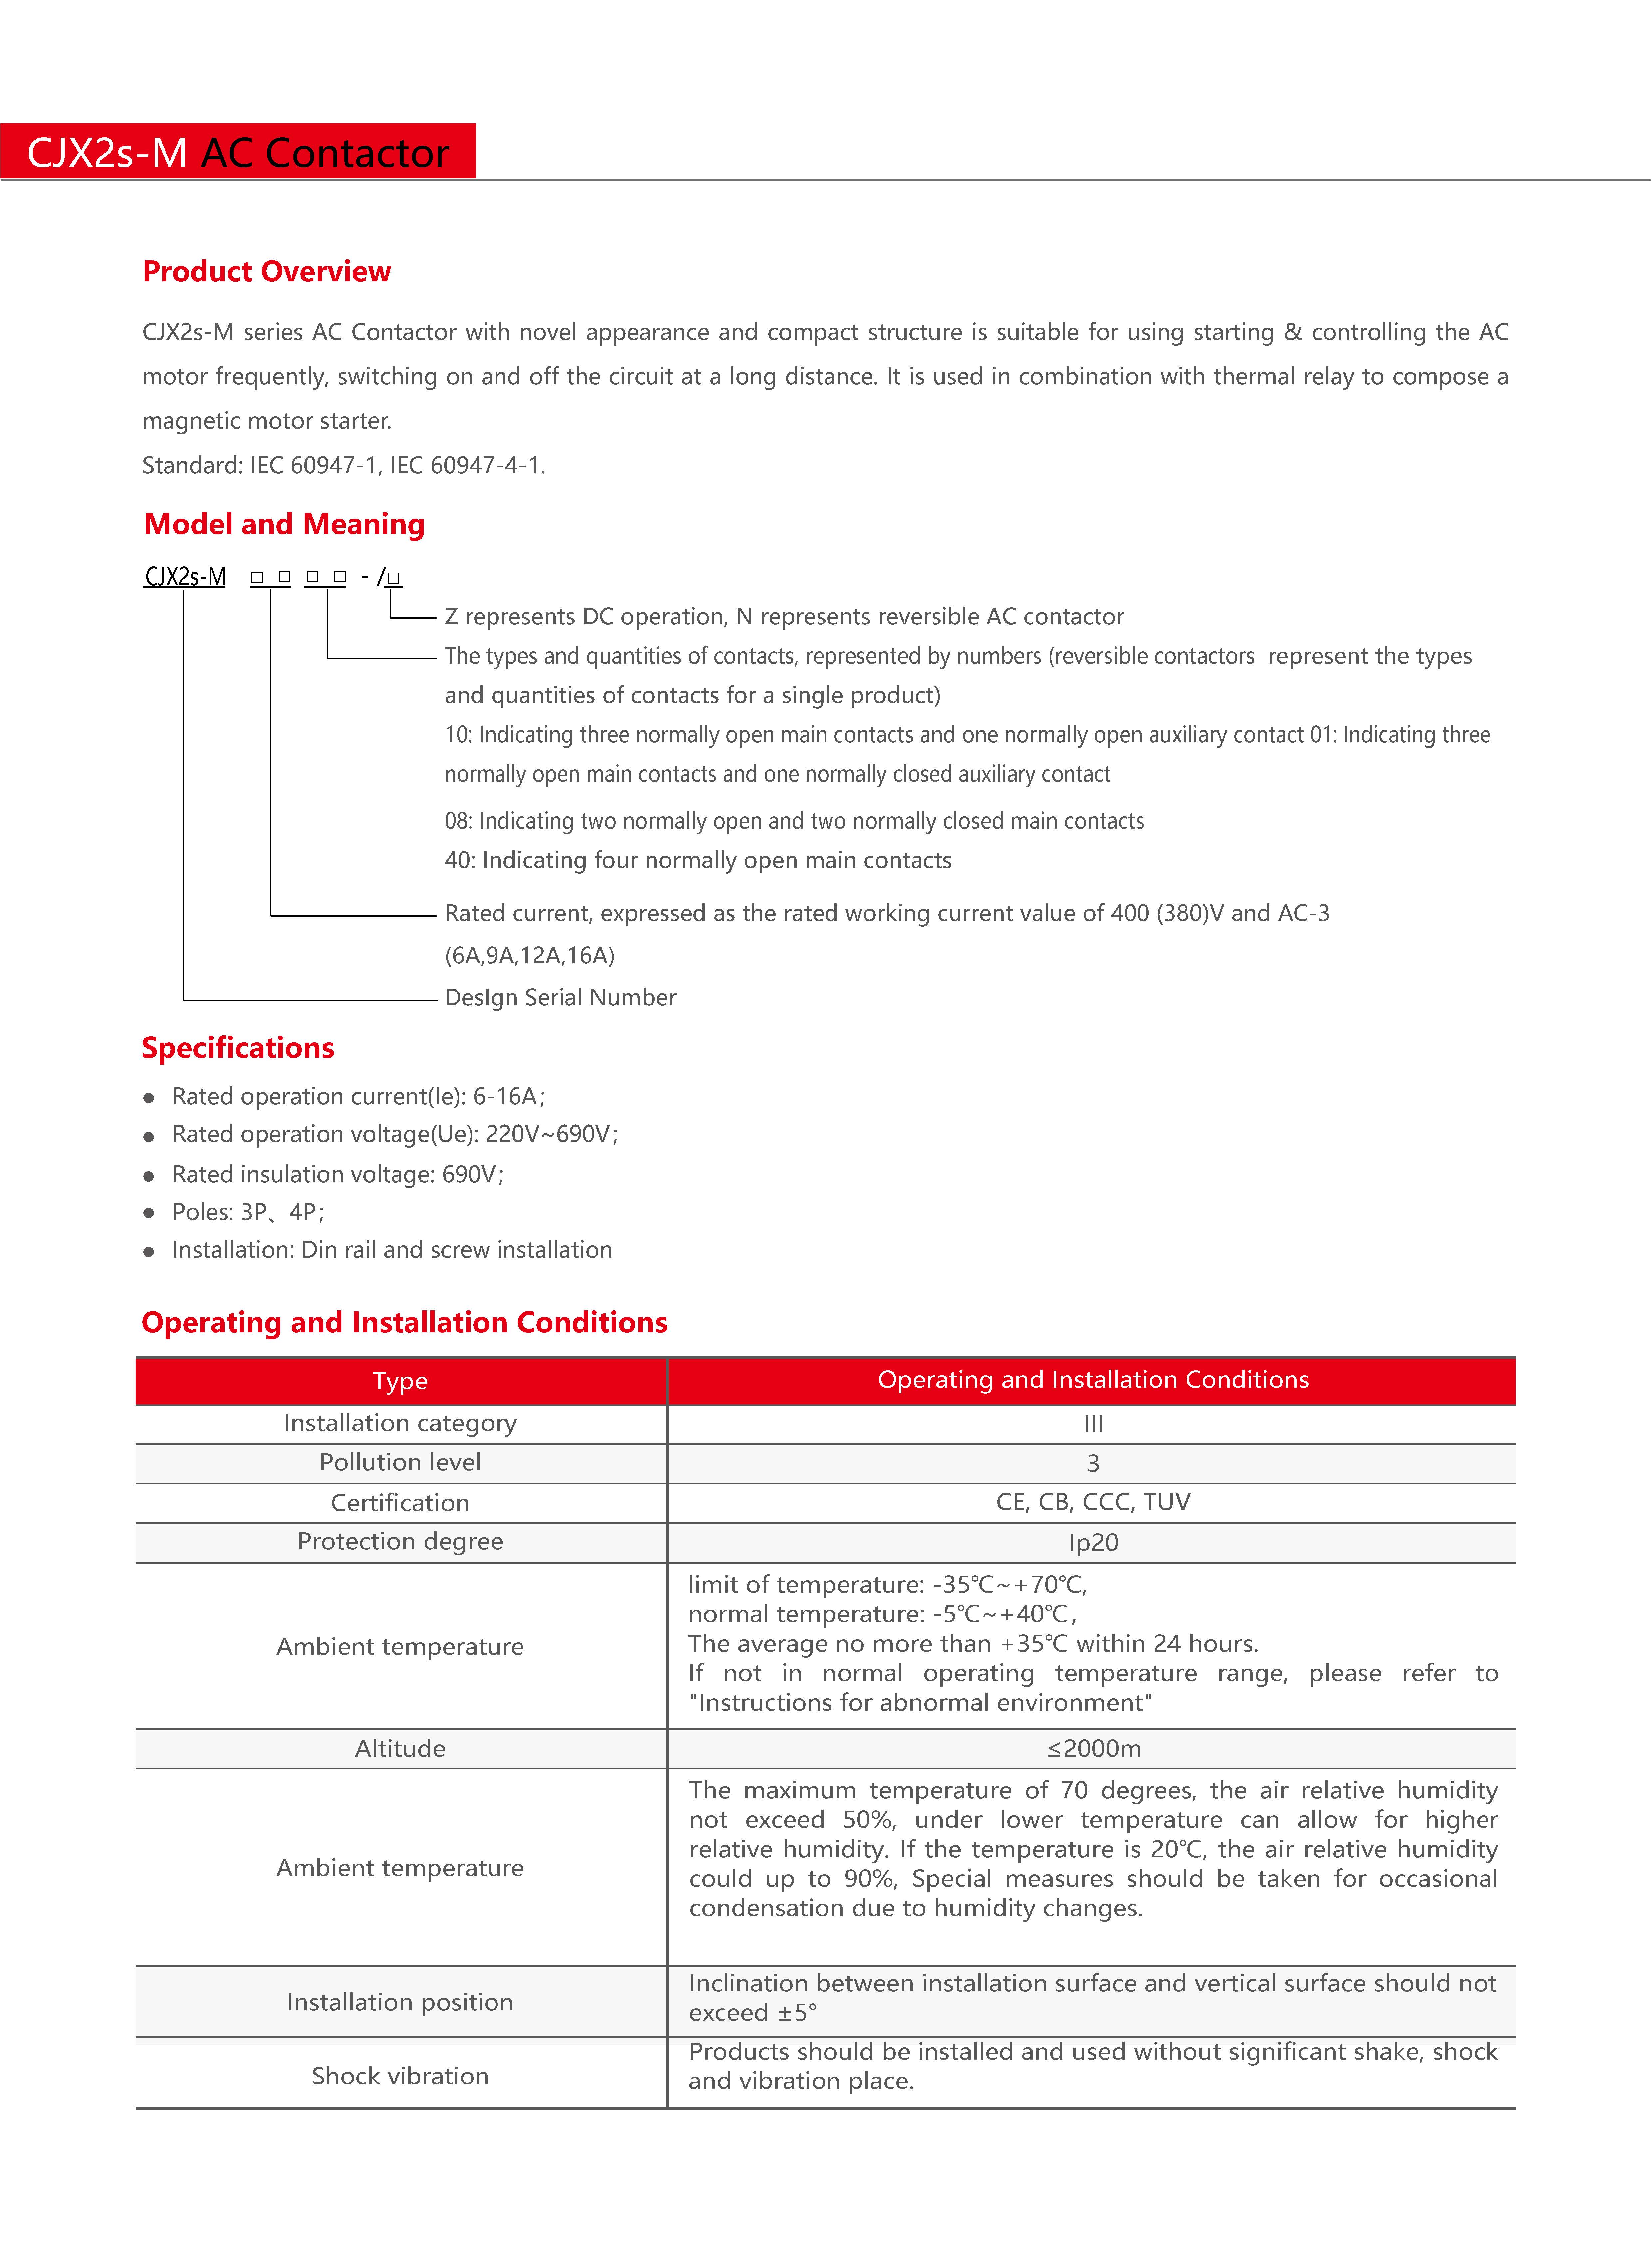 CJX2s-M AC Contactor
Product Overview
CJX2s-M series AC Contactor with novel appearance and compact structure is suitable for using starting & controlling the AC
motor frequently, switching on and off the circuit at a long distance. It is used in combination with thermal relay to compose a
magnetic motor starter.
Standard: IEC 60947-1, IEC 60947-4-1.
Model and Meaning
CJX2s-M □ □ □ □ - /□
Z represents DC operation, N represents reversible AC contactor
The types and quantities of contacts, represented by numbers (reversible contactors represent the types
and quantities of contacts for a single product)
10: Indicating three normally open main contacts and one normally open auxiliary contact 01: Indicating three
normally open main contacts and one normally closed auxiliary contact
08: Indicating two normally open and two normally closed main contacts
40: Indicating four normally open main contacts
Rated current, expressed as the rated working current value of 400 (380)V and AC-3
(6A,9A,12A,16A)
DesIgn Serial Number
Specifications
● Rated operation current(Ie): 6-16A；
● Rated operation voltage(Ue): 220V~690V；
● Rated insulation voltage: 690V；
● Poles: 3P、4P；
● Installation: Din rail and screw installation
Operating and Installation Conditions
Type Operating and Installation Conditions
Installation category III
Pollution level 3
Certification CE, CB, CCC, TUV
Protection degree Ip20
Ambient temperature
limit of temperature: -35℃~+70℃,
normal temperature: -5℃~+40℃，
The average no more than +35℃ within 24 hours.
If not in normal operating temperature range, please refer to
"Instructions for abnormal environment"
Altitude ≤2000m
Ambient temperature
The maximum temperature of 70 degrees, the air relative humidity
not exceed 50%, under lower temperature can allow for higher
relative humidity. If the temperature is 20℃, the air relative humidity
could up to 90%, Special measures should be taken for occasional
condensation due to humidity changes.
Installation position
Inclination between installation surface and vertical surface should not
exceed ±5°
Shock vibration
Products should be installed and used without significant shake, shock
and vibration place.